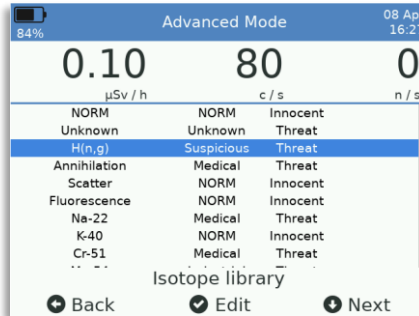 84% Advanced Mode 08 Ap
16:27
0.10 80 0
µSv / h c / s n / s
NORM NORM Innocent
Unknown Unknown Threat
H(n,g) Suspicious Threat
Annihilation Medical Threat
Scatter NORM Innocent
Fluorescence NORM Innocent
Na-22 Medical Threat
K-40 NORM Innocent
Cr-51 Medical Threat
Isotope library
Back Edit Next